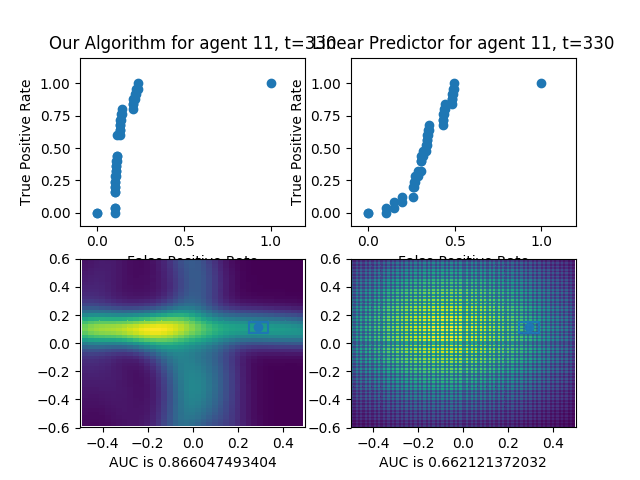 Our Algorithm for agent 11, t=330
Linear Predictor for agent 11, t=330
True Positive Rate
1.00
0.75
0.50
0.25
0.00
0.0 0.5 1.0
False Positive Rate
True Positive Rate
1.00
0.75
0.50
0.25
0.00
0.0 0.5 1.0
False Positive Rate
0.6
0.4
0.2
0.0
−0.2
−0.4
−0.6
−0.4 −0.2 0.0 0.2 0.4
AUC is 0.866047493404
0.6
0.4
0.2
0.0
−0.2
−0.4
−0.6
−0.4 −0.2 0.0 0.2 0.4
AUC is 0.662121372032